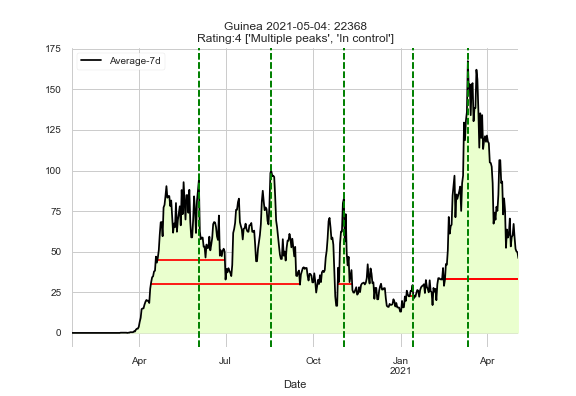 Guinea 2021-05-04: 22368
Rating:4 ['Multiple peaks', 'In control']
175
Average-7d
150
125
100
75
50
25
0
Apr Jul Oct Jan Apr
2021
Date